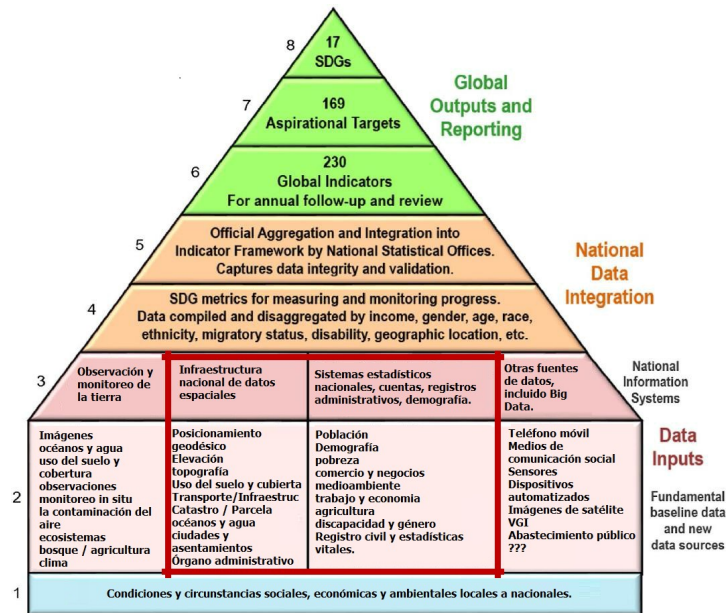 8
17
SDGs
Global
Outputs and
Reporting
7
169
Aspirational Targets
6
230
Global Indicators
For annual follow-up and review
5
Official Aggregation and Integration into
Indicator Framework by National Statistical Offices.
Captures data integrity and validation.
National
Data
Integration
4
SDG metrics for measuring and monitoring progress.
Data compiled and disaggregated by income, gender, age, race,
ethnicity, migratory status, disability, geographic location, etc.
3
Observación y
monitoreo de
la tierra
Infraestructura
nacional de datos
espaciales
Sistemas estadísticos
nacionales, cuentas, registros
administrativos, demografía.
Otras fuentes
de datos,
incluido Big
Data.
National
Information
Systems
2
Imágenes
océanos y agua
uso del suelo y
cobertura
observaciones
monitoreo in situ
la contaminación del
aire
ecosistemas
bosque / agricultura
clima
Posicionamiento
geodésico
Elevación
topografía
Uso del suelo y cubierta
Transporte/Infraestruc
Catastro / Parcela
océanos y agua
ciudades y
asentamientos
Órgano administrativo
Población
Demografía
pobreza
comercio y negocios
medioambiente
trabajo y economia
agricultura
discapacidad y género
Registro civil y estadísticas
vitales.
Teléfono móvil
Medios de
comunicación social
Sensores
Dispositivos
automatizados
Imágenes de satélite
VGI
Abastecimiento público
???
Data
Inputs
Fundamental
baseline data
and new
data sources
1
Condiciones y circunstancias sociales, económicas y ambientales locales a nacionales.